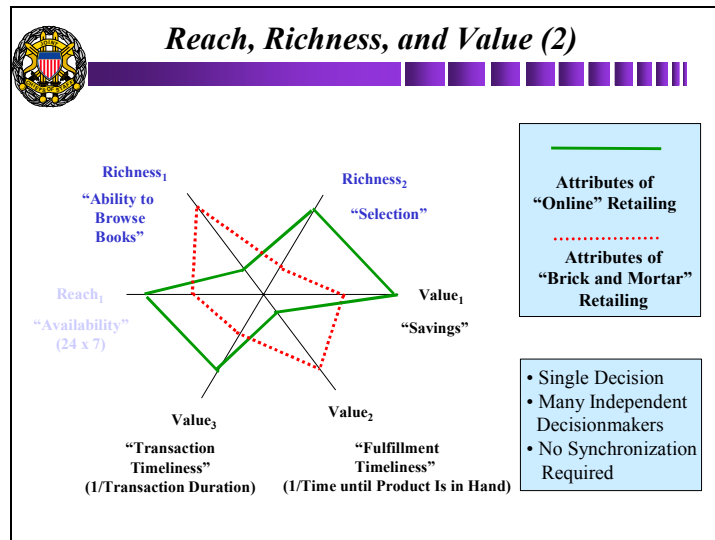 Reach, Richness, and Value (2)
Richness1
“Ability to
Browse
Books”
Richness2
“Selection”
Reach1
“Availability”
(24 x 7)
Value1
“Savings”
Value3
“Transaction
Timeliness”
(1/Transaction Duration)
Value2
“Fulfillment
Timeliness”
(1/Time until Product Is in Hand)
Attributes of
“Online” Retailing
Attributes of
“Brick and Mortar”
Retailing
• Single Decision
• Many Independent
Decisionmakers
• No Synchronization
Required